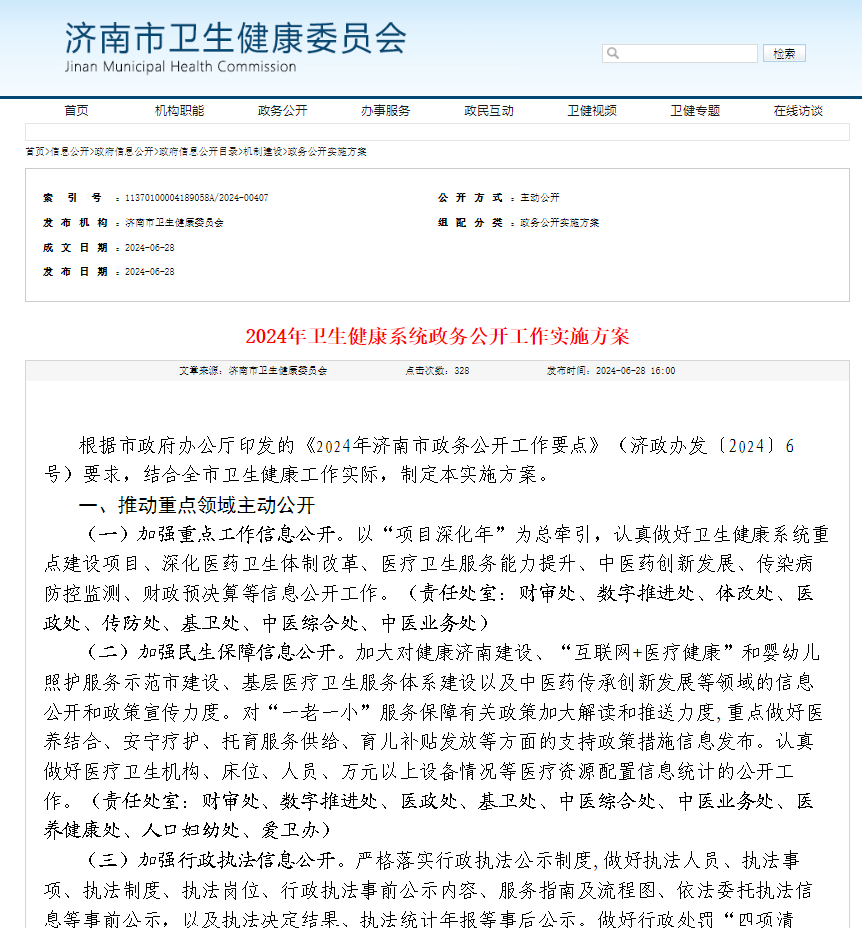 济南市卫生健康委员会
Jinan Municipal Health Commission
检索
首页 机构职能 政务公开 办事服务 政民互动 卫健视频 卫健专题 在线访谈
首页>信息公开>政府信息公开>政府信息公开目录>机制建设>政务公开实施方案
索引号：11370100004189058A/2024-00407 公开方式：主动公开
发布机构：济南市卫生健康委员会 组配分类：政务公开实施方案
成文日期：2024-06-28
发布日期：2024-06-28
2024年卫生健康系统政务公开工作实施方案
文章来源：济南市卫生健康委员会 点击次数：328 发布时间：2024-06-28 16:00
根据市政府办公厅印发的《2024年济南市政务公开工作要点》（济政办发〔2024〕6
号）要求，结合全市卫生健康工作实际，制定本实施方案。
一、推动重点领域主动公开
（一）加强重点工作信息公开。以“项目深化年”为总牵引，认真做好卫生健康系统重
点建设项目、深化医药卫生体制改革、医疗卫生服务能力提升、中医药创新发展、传染病
防控监测、财政预决算等信息公开工作。（责任处室：财审处、数字推进处、体改处、医
政处、传防处、基卫处、中医综合处、中医业务处）
（二）加强民生保障信息公开。加大对健康济南建设、“互联网+医疗健康”和婴幼儿
照护服务示范市建设、基层医疗卫生服务体系建设以及中医药传承创新发展等领域的信息
公开和政策宣传力度。对“一老一小”服务保障有关政策加大解读和推送力度,重点做好医
养结合、安宁疗护、托育服务供给、育儿补贴发放等方面的支持政策措施信息发布。认真
做好医疗卫生机构、床位、人员、万元以上设备情况等医疗资源配置信息统计的公开工
作。（责任处室：财审处、数字推进处、医政处、基卫处、中医综合处、中医业务处、医
养健康处、人口妇幼处、爱卫办）
（三）加强行政执法信息公开。严格落实行政执法公示制度,做好执法人员、执法事
项、执法制度、执法岗位、行政执法事前公示内容、服务指南及流程图、依法委托执法信
息等事前公示，以及执法决定结果、执法统计年报等事后公示。做好行政处罚“四项清